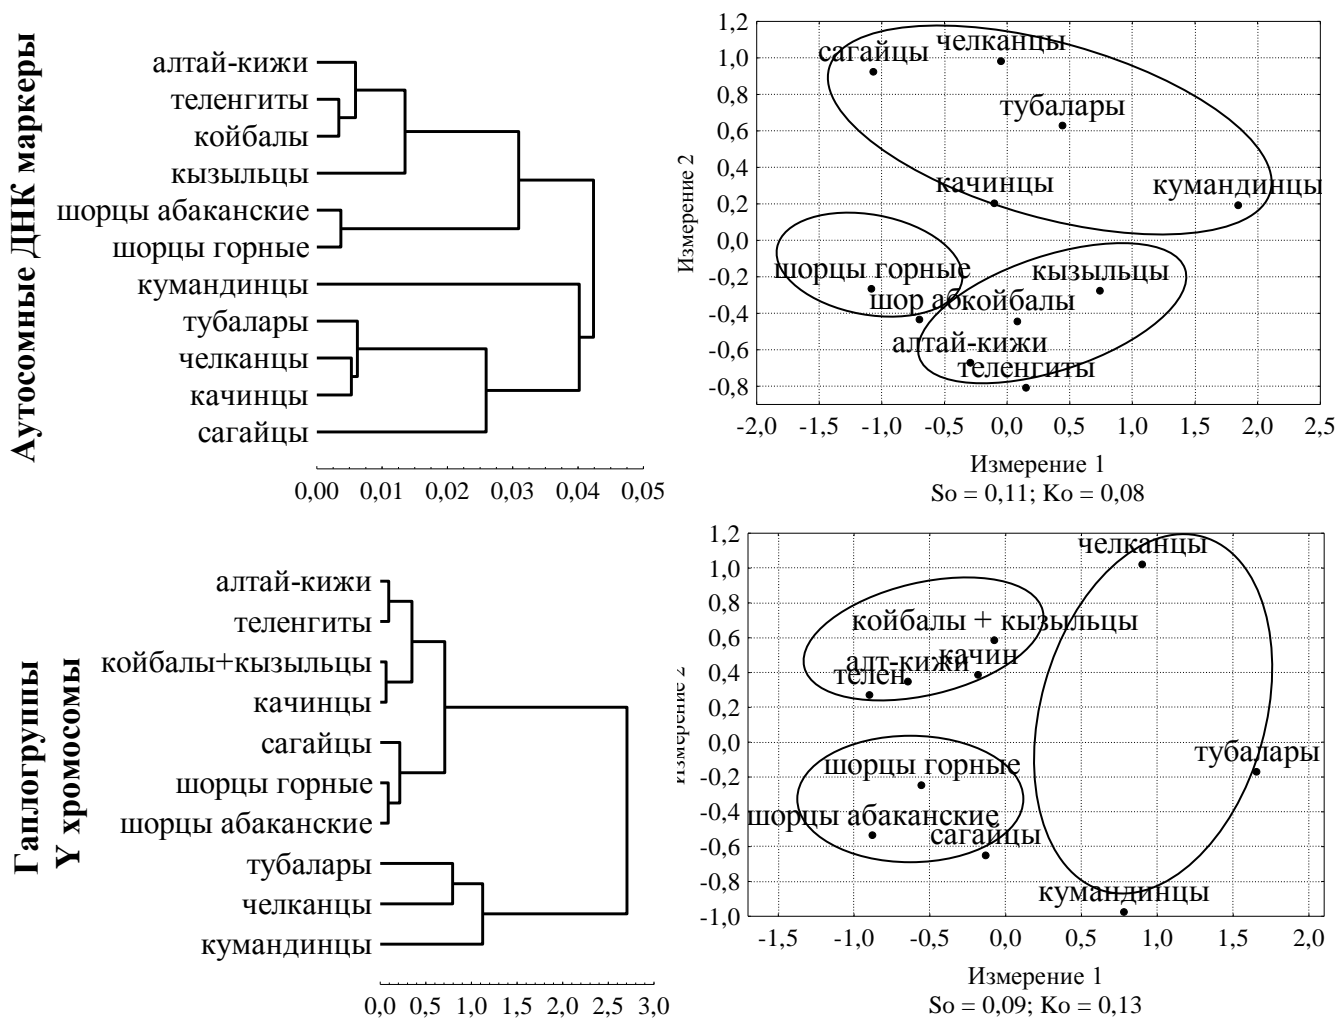 Аутосомные ДНК маркеры
алтай-кижи
теленгиты
койбалы
кызыльцы
шорцы абаканские
шорцы горные
кумандинцы
тубалары
челканцы
качинцы
сагайцы
0,00 0,01 0,02 0,03 0,04 0,05
Измерение 2
1,2
1,0
0,8
0,6
0,4
0,2
0,0
-0,2
-0,4
-0,6
-0,8
челканцы
сагайцы
тубалары
качинцы
кумандинцы
шорцы горные
кызыльцы
шор аб
койбалы
алтай-кижи
теленгиты
-2,0 -1,5 -1,0 -0,5 0,0 0,5 1,0 1,5 2,0 2,5
Измерение 1
So = 0,11; Ko = 0,08
Гаплогруппы
Y хромосомы
алтай-кижи
теленгиты
койбалы+кызыльцы
качинцы
сагайцы
шорцы горные
шорцы абаканские
тубалары
челканцы
кумандинцы
0,0 0,5 1,0 1,5 2,0 2,5 3,0
Измерение 2
1,2
1,0
0,8
0,6
0,4
0,2
0,0
-0,2
-0,4
-0,6
-0,8
-1,0
челканцы
койбалы + кызыльцы
качин
алт-кижи
телен
тубалары
шорцы горные
шорцы абаканские
сагайцы
кумандинцы
-1,5 -1,0 -0,5 0,0 0,5 1,0 1,5 2,0
Измерение 1
So = 0,09; Ko = 0,13